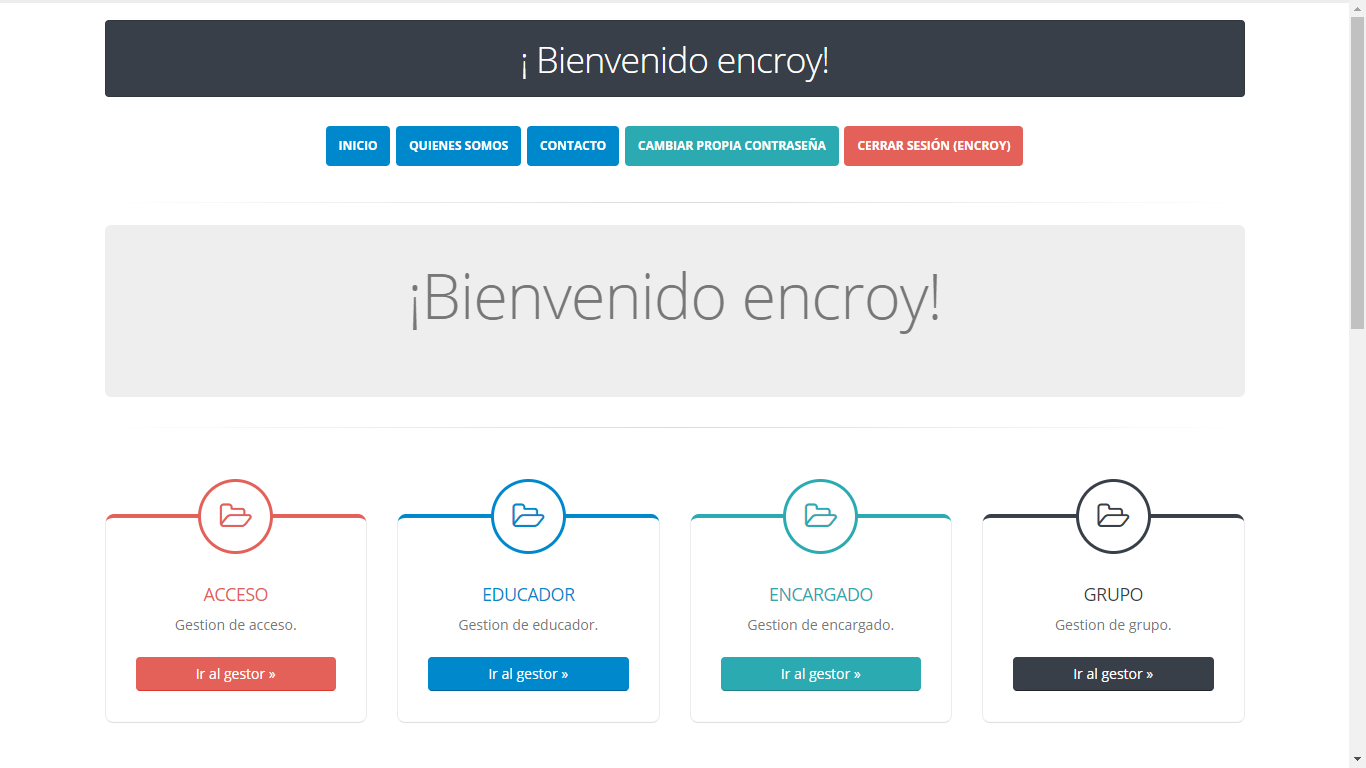 ¡ Bienvenido encroy!
INICIO QUIENES SOMOS CONTACTO CAMBIAR PROPIA CONTRASEÑA CERRAR SESIÓN (ENCROY)
¡Bienvenido encroy!
ACCESO
Gestion de acceso.
Ir al gestor »
EDUCADOR
Gestion de educador.
Ir al gestor »
ENCARGADO
Gestion de encargado.
Ir al gestor »
GRUPO
Gestion de grupo.
Ir al gestor »